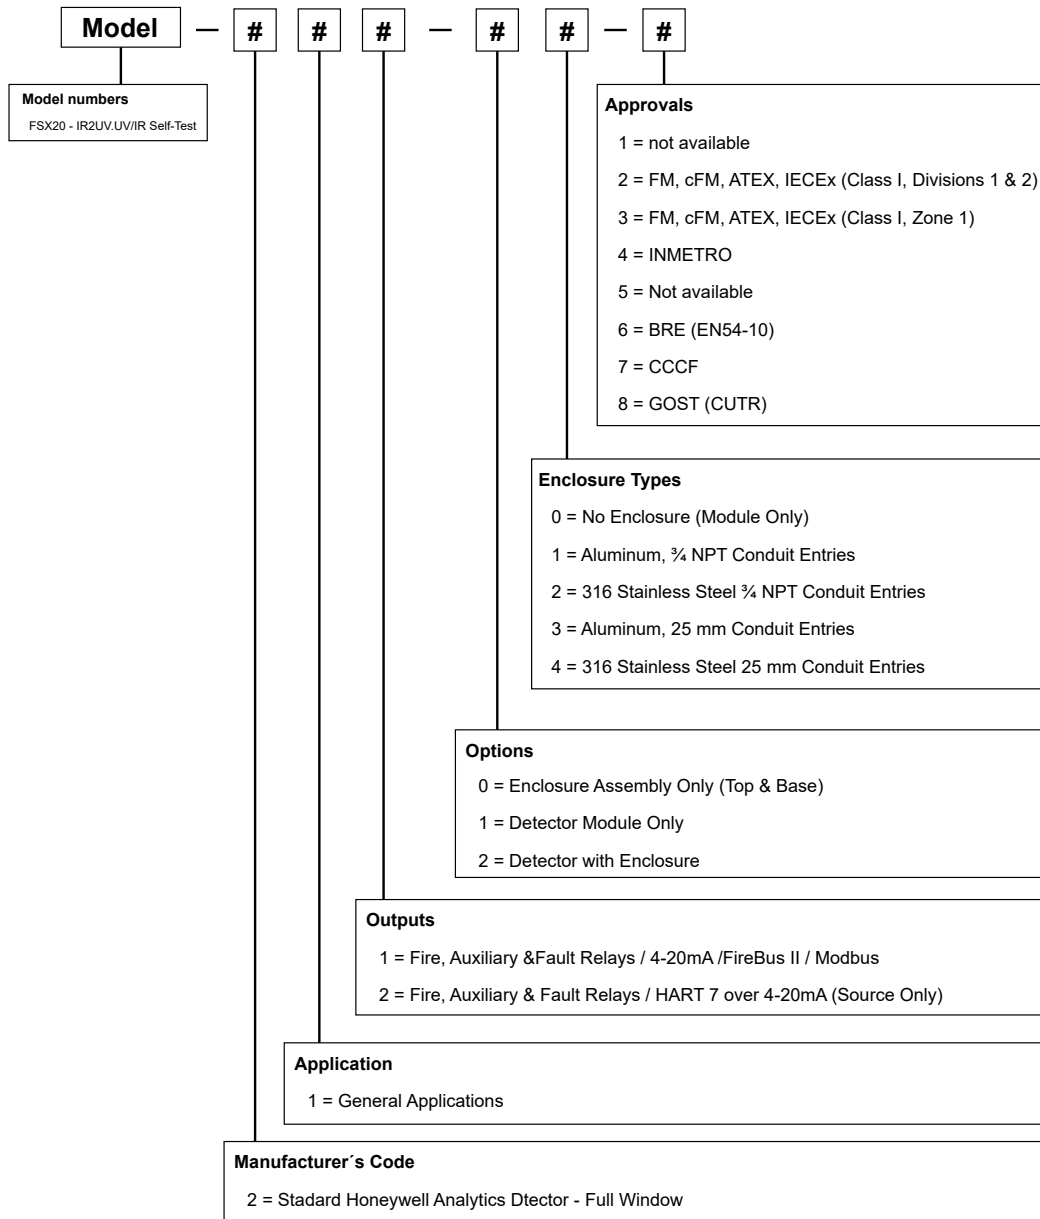 Model — # # # — # # — #
Model numbers
FSX20 - IR2UV.UV/IR Self-Test
Approvals
1 = not available
2 = FM, cFM, ATEX, IECEx (Class I, Divisions 1 & 2)
3 = FM, cFM, ATEX, IECEx (Class I, Zone 1)
4 = INMETRO
5 = Not available
6 = BRE (EN54-10)
7 = CCCF
8 = GOST (CUTR)
Enclosure Types
0 = No Enclosure (Module Only)
1 = Aluminum, ¾ NPT Conduit Entries
2 = 316 Stainless Steel ¾ NPT Conduit Entries
3 = Aluminum, 25 mm Conduit Entries
4 = 316 Stainless Steel 25 mm Conduit Entries
Options
0 = Enclosure Assembly Only (Top & Base)
1 = Detector Module Only
2 = Detector with Enclosure
Outputs
1 = Fire, Auxiliary &Fault Relays / 4-20mA /FireBus II / Modbus
2 = Fire, Auxiliary & Fault Relays / HART 7 over 4-20mA (Source Only)
Application
1 = General Applications
Manufacturer´s Code
2 = Stadard Honeywell Analytics Dtector - Full Window